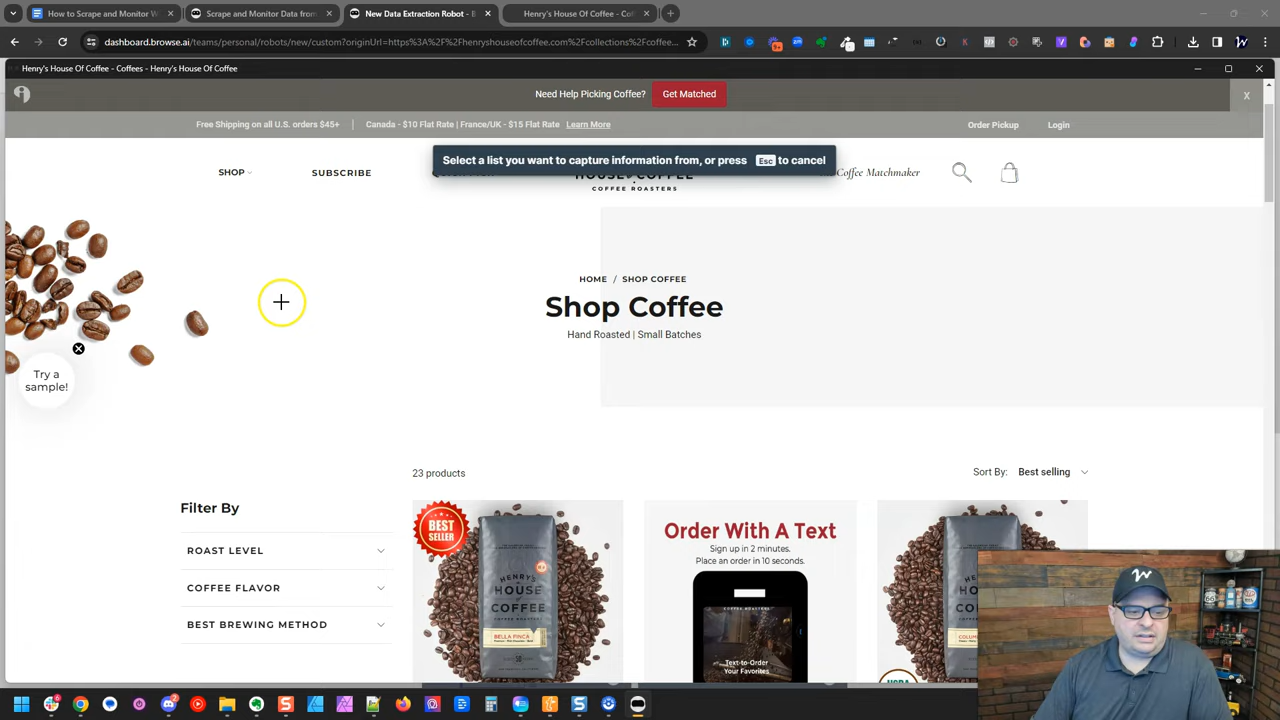 How to Scrape and Monitor W
Scrape and Monitor Data from
New Data Extraction Robot - B
Henry's House Of Coffee - Cof
dashboard.browse.ai/teams/personal/robots/new/custom?originUrl=https%3A%2F%2Fhenryshouseofcoffee.com%2Fcollections%2Fcoffee...
Henry's House Of Coffee - Coffees - Henry's House Of Coffee
Need Help Picking Coffee? Get Matched
X
Free Shipping on all U.S. orders $45+ | Canada - $10 Flat Rate | France/UK - $15 Flat Rate Learn More
Order Pickup Login
Select a list you want to capture information from, or press Esc to cancel
SHOP SUBSCRIBE
Coffee Matchmaker
COFFEE ROASTERS
HOME / SHOP COFFEE
Shop Coffee
Hand Roasted | Small Batches
Try a
sample!
23 products
Sort By: Best selling
Filter By
ROAST LEVEL
COFFEE FLAVOR
BEST BREWING METHOD
BEST
SELLER
HENRY'S
HOUSE
OF
COFFEE
BELLA FINCA
Order With A Text
Sign up in 2 minutes.
Place an order in 10 seconds.
Text-to-Order
Your Favorites